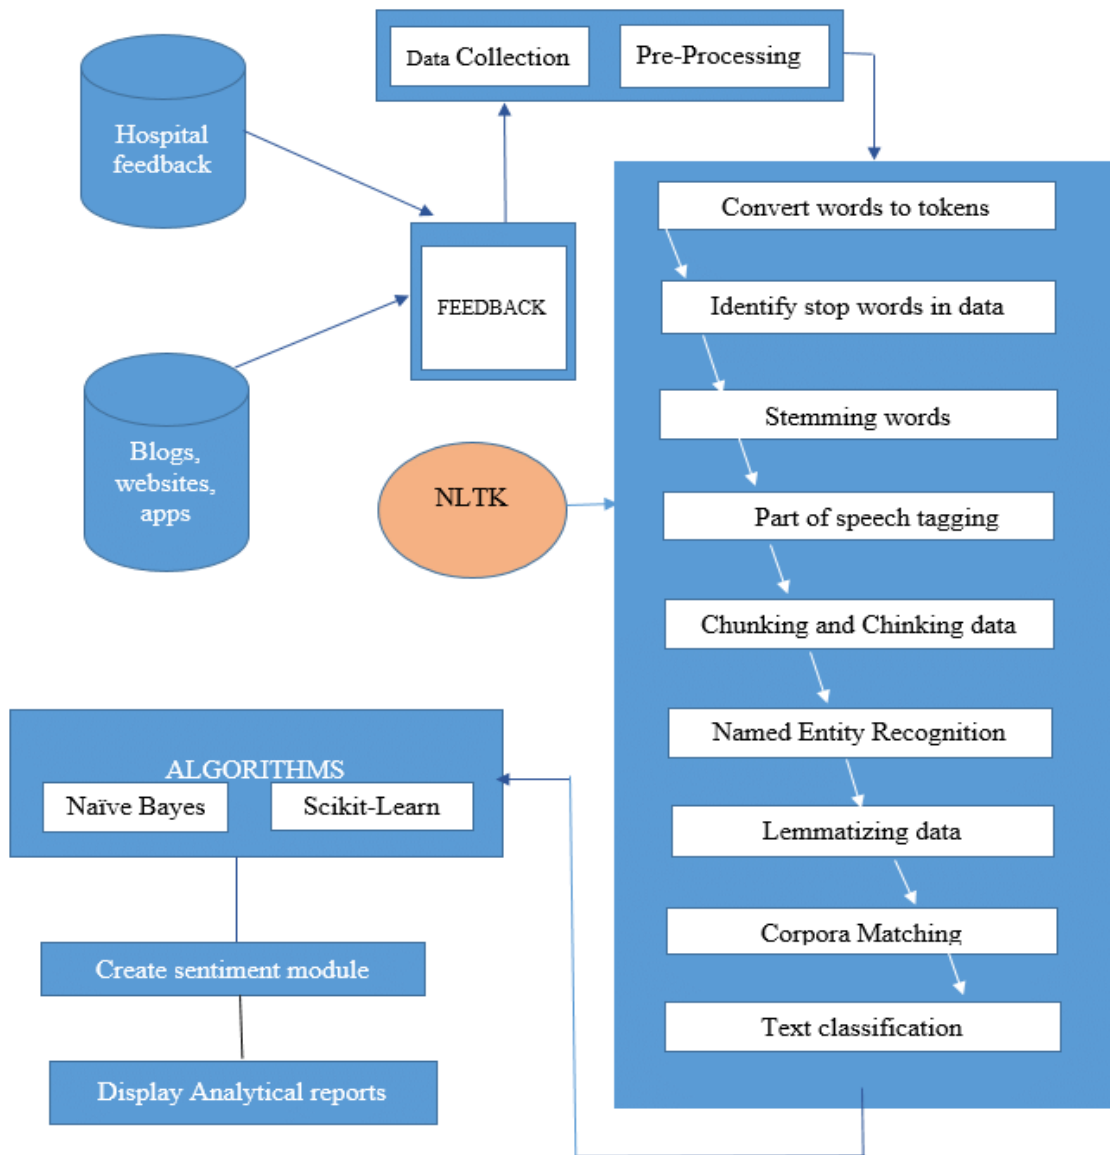 Data Collection
Pre-Processing
Hospital
feedback
FEEDBACK
Blogs,
websites,
apps
NLTK
Convert words to tokens
Identify stop words in data
Stemming words
Part of speech tagging
Chunking and Chinking data
Named Entity Recognition
Lemmatizing data
Corpora Matching
Text classification
ALGORITHMS
Naïve Bayes
Scikit-Learn
Create sentiment module
Display Analytical reports